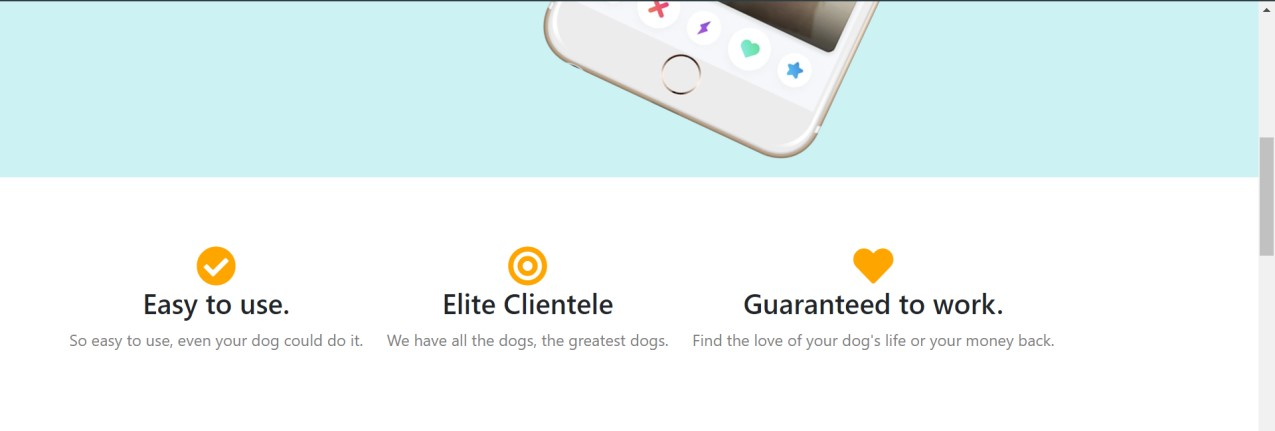 Easy to use.
So easy to use, even your dog could do it.
Elite Clientele
We have all the dogs, the greatest dogs.
Guaranteed to work.
Find the love of your dog's life or your money back.